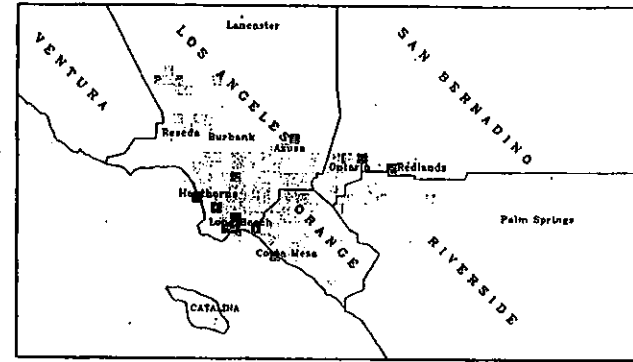 Lancaster
VENTURA
LOS ANGELES
SAN BERNADINO
Reseda Burbank
Azusa
Ontario
Redlands
Hawthorne
ORANGE
Long Beach
Palm Springs
Costa Mesa
RIVERSIDE
CATALINA